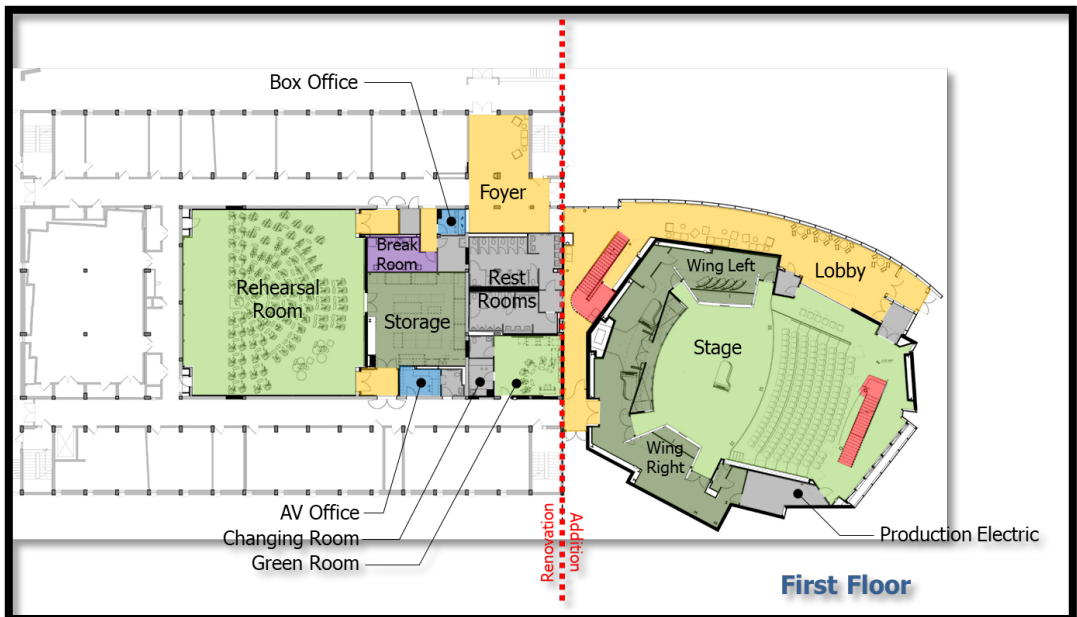 Box Office
Foyer
Break
Room
Rehearsal
Room
Storage
Rest
Rooms
Wing Left
Lobby
Stage
Wing
Right
AV Office
Changing Room
Green Room
Renovation
Addition
Production Electric
First Floor